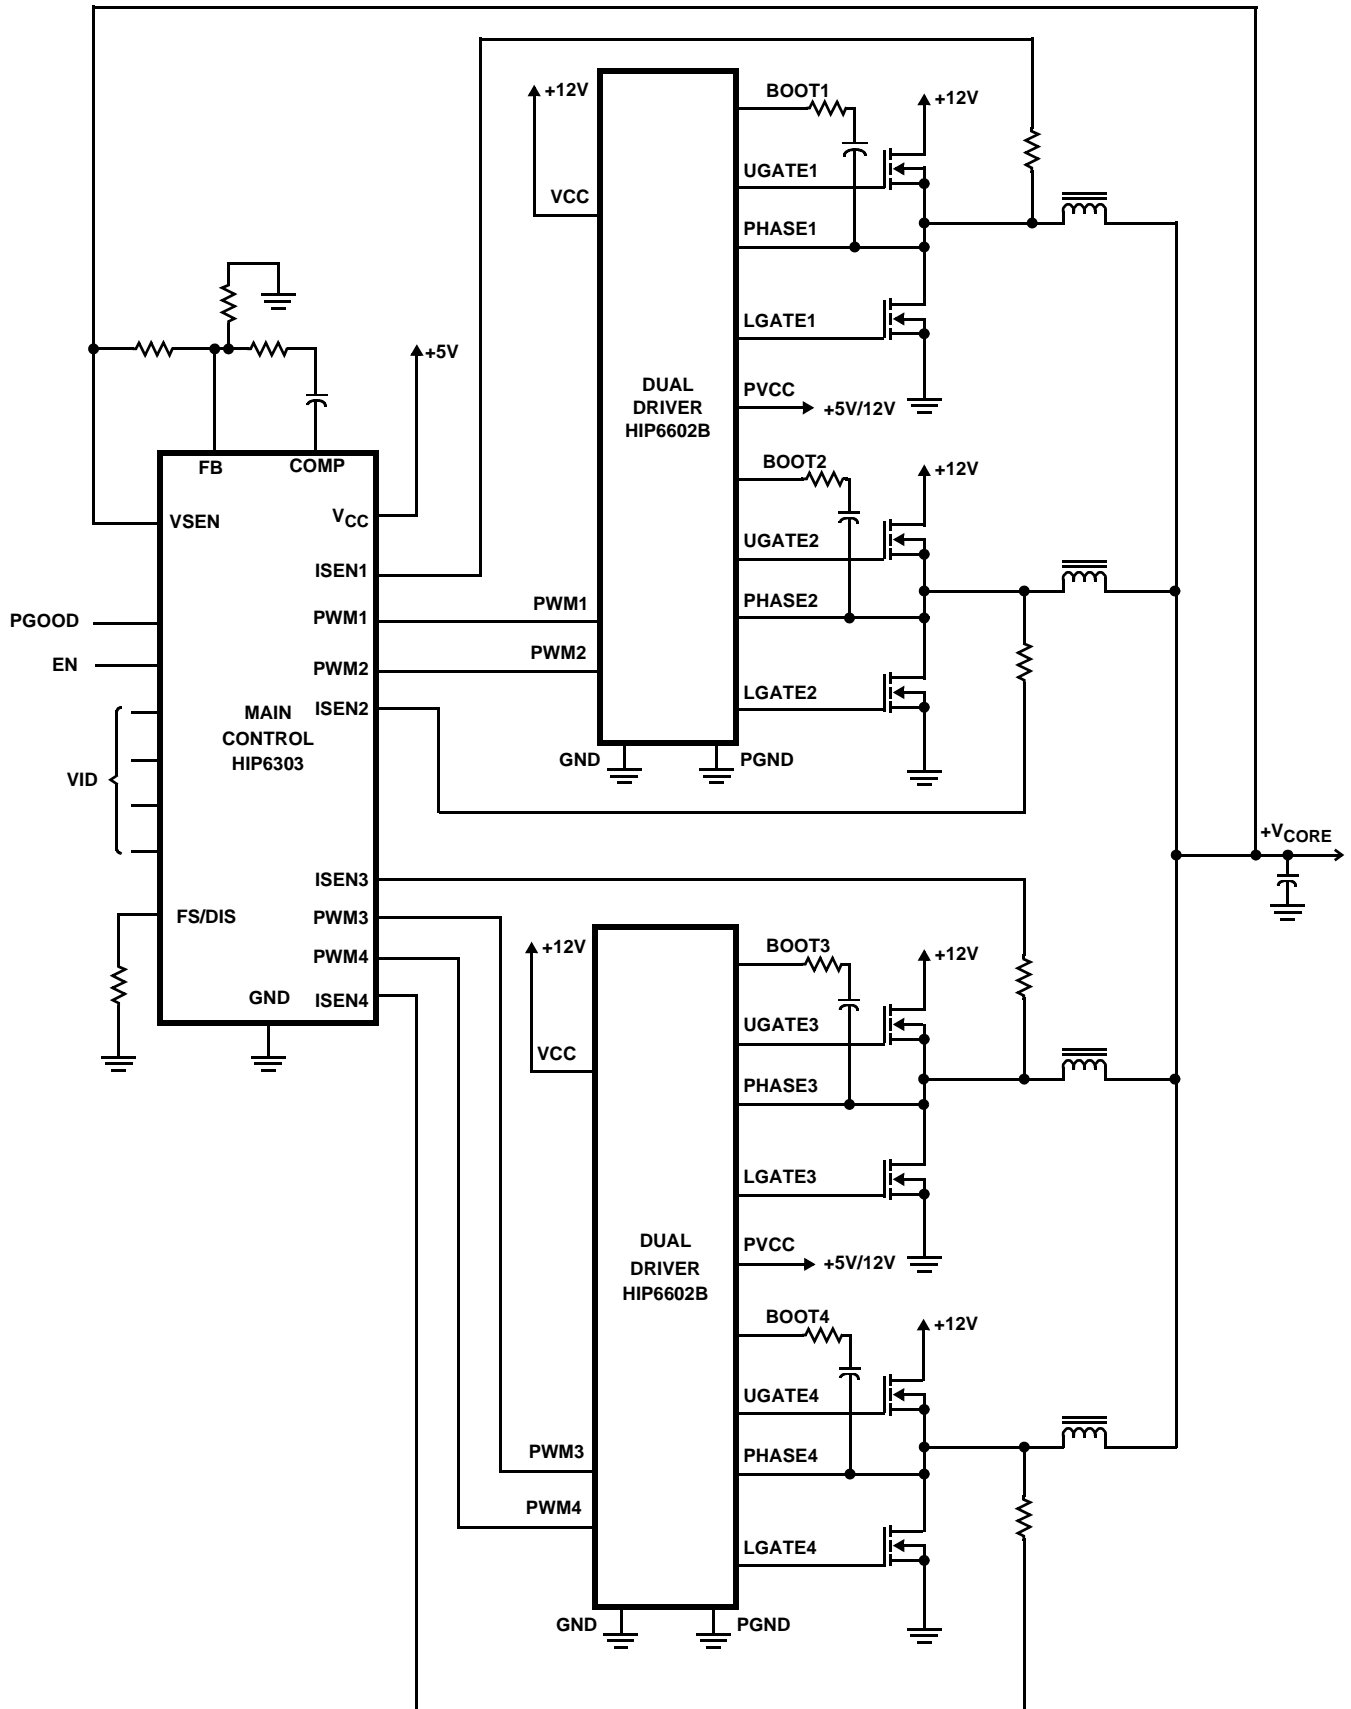 +12V
BOOT1
+12V
UGATE1
VCC
PHASE1
LGATE1
+5V
DUAL
DRIVER
HIP6602B
PVCC
+5V/12V
BOOT2
+12V
FB
COMP
VSEN
VCC
UGATE2
ISEN1
PHASE2
PWM1
PWM1
PGOOD
PWM2
PWM2
EN
LGATE2
ISEN2
MAIN
CONTROL
HIP6303
GND
PGND
VID
+VCORE
ISEN3
FS/DIS
PWM3
PWM4
+12V
BOOT3
+12V
GND
ISEN4
UGATE3
VCC
PHASE3
LGATE3
DUAL
DRIVER
HIP6602B
PVCC
+5V/12V
BOOT4
+12V
UGATE4
PWM3
PHASE4
PWM4
LGATE4
GND
PGND